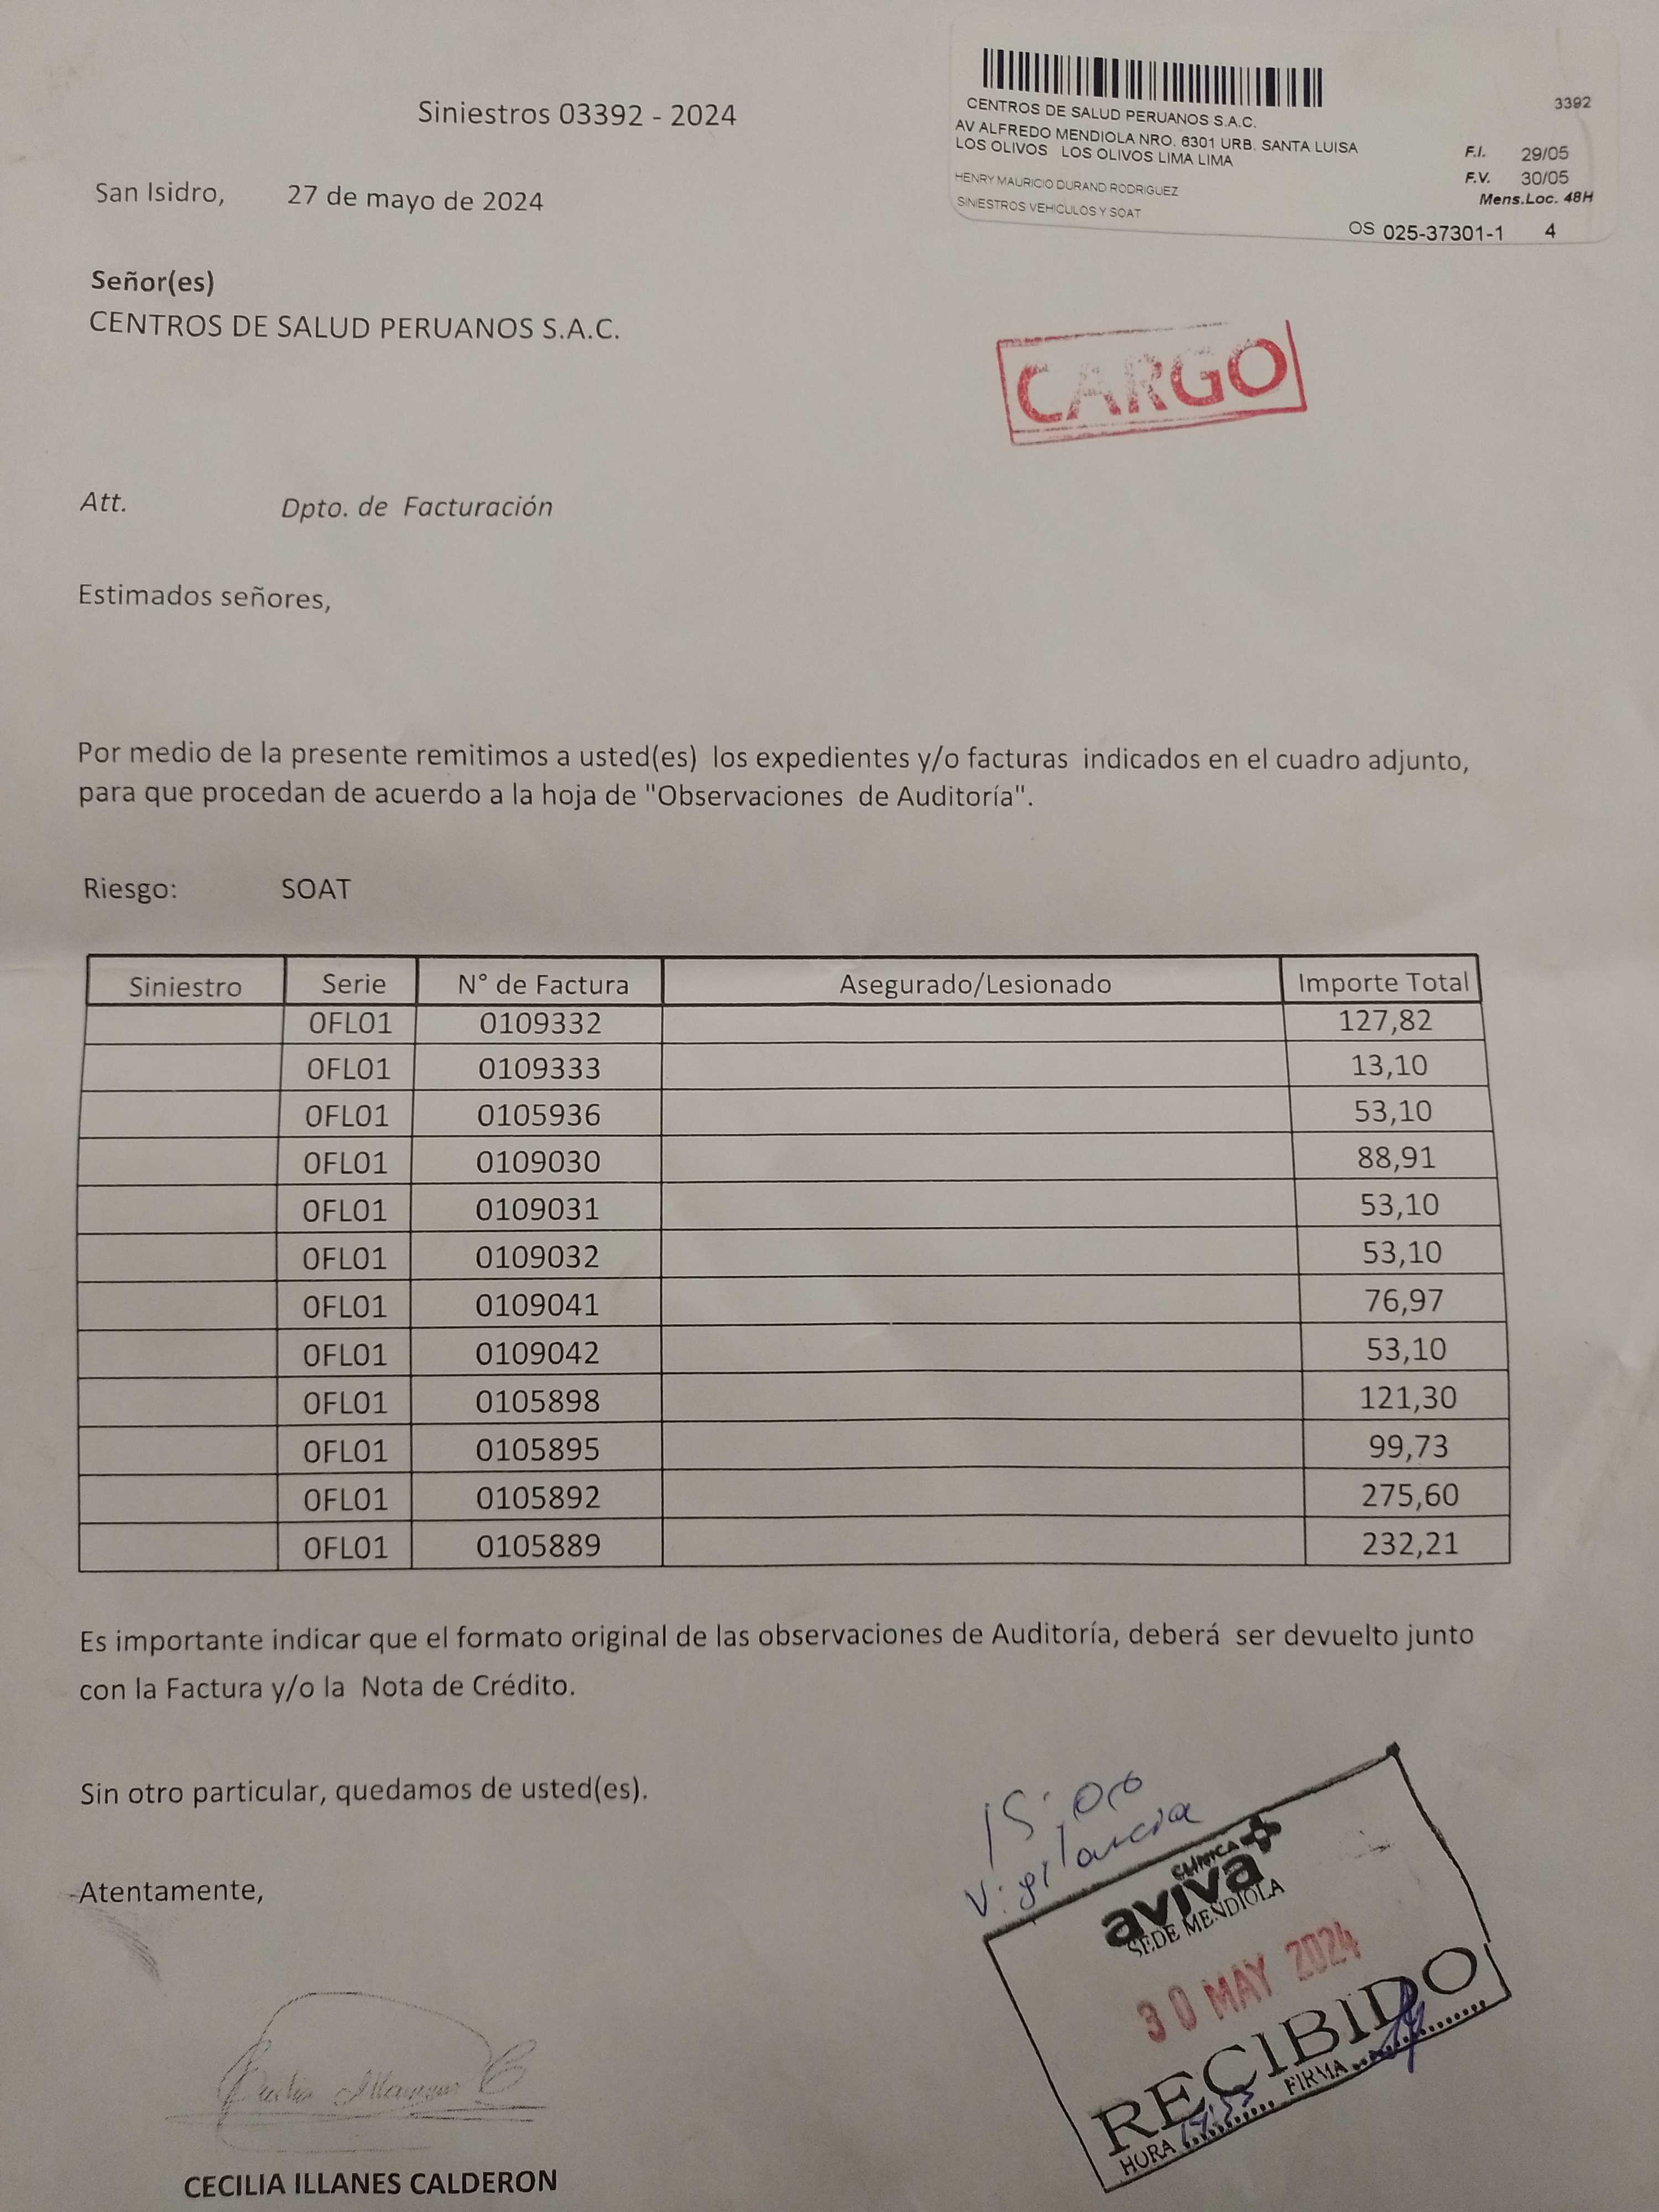 Siniestros 03392 - 2024
CENTROS DE SALUD PERUANOS S.A.C.
AV ALFREDO MENDIOLA NRO. 6301 URB. SANTA LUISA
LOS OLIVOS LOS OLIVOS LIMA LIMA
HENRY MAURICIO DURAND RODRIGUEZ
SINIESTROS VEHICULOS Y SOAT
3392
F.I. 29/05
F.V. 30/05
Mens.Loc. 48H
OS 025-37301-1 4
San Isidro, 27 de mayo de 2024
Señor(es)
CENTROS DE SALUD PERUANOS S.A.C.
CARGO
Att. Dpto. de Facturación
Estimados señores,
Por medio de la presente remitimos a usted(es) los expedientes y/o facturas indicados en el cuadro adjunto,
para que procedan de acuerdo a la hoja de "Observaciones de Auditoría".
Riesgo: SOAT
Siniestro Serie N° de Factura Asegurado/Lesionado Importe Total
0FL01 0109332 127,82
0FL01 0109333 13,10
0FL01 0105936 53,10
0FL01 0109030 88,91
0FL01 0109031 53,10
0FL01 0109032 53,10
0FL01 0109041 76,97
0FL01 0109042 53,10
0FL01 0105898 121,30
0FL01 0105895 99,73
0FL01 0105892 275,60
0FL01 0105889 232,21
Es importante indicar que el formato original de las observaciones de Auditoría, deberá ser devuelto junto
con la Factura y/o la Nota de Crédito.
Sin otro particular, quedamos de usted(es).
Atentamente,
Vigilancia
CLÍNICA
aviva
SEDE MENDIOLA
30 MAY 2024
RECIBIDO
HORA FIRMA
CECILIA ILLANES CALDERON